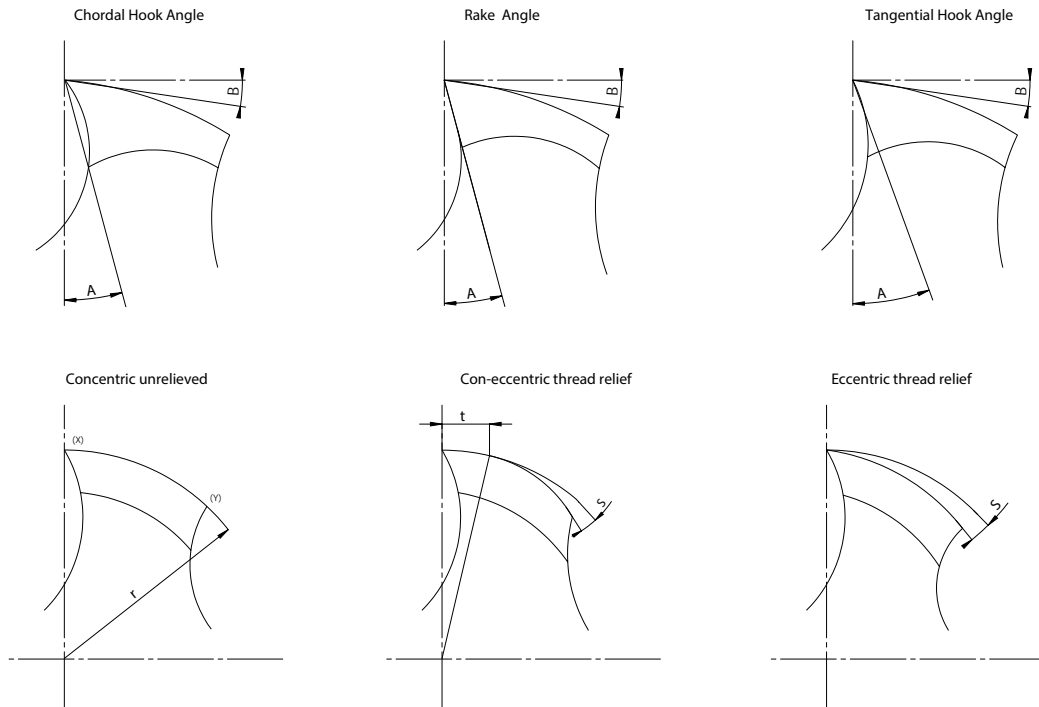 Chordal Hook Angle
Rake Angle
Tangential Hook Angle
B
B
B
A
A
A
Concentric unrelieved
Con-eccentric thread relief
Eccentric thread relief
t
(X)
(Y)
S
S
r